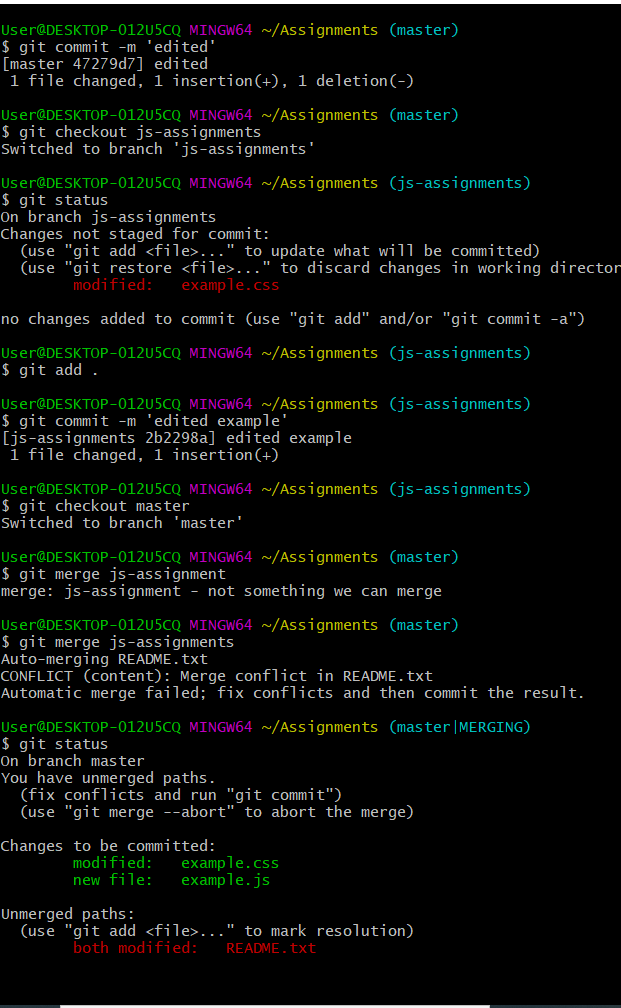 User@DESKTOP-012U5CQ MINGW64 ~/Assignments (master)
$ git commit -m 'edited'
[master 47279d7] edited
 1 file changed, 1 insertion(+), 1 deletion(-)
User@DESKTOP-012U5CQ MINGW64 ~/Assignments (master)
$ git checkout js-assignments
Switched to branch 'js-assignments'
User@DESKTOP-012U5CQ MINGW64 ~/Assignments (js-assignments)
$ git status
On branch js-assignments
Changes not staged for commit:
  (use "git add <file>..." to update what will be committed)
  (use "git restore <file>..." to discard changes in working director
        modified:   example.css
no changes added to commit (use "git add" and/or "git commit -a")
User@DESKTOP-012U5CQ MINGW64 ~/Assignments (js-assignments)
$ git add .
User@DESKTOP-012U5CQ MINGW64 ~/Assignments (js-assignments)
$ git commit -m 'edited example'
[js-assignments 2b2298a] edited example
 1 file changed, 1 insertion(+)
User@DESKTOP-012U5CQ MINGW64 ~/Assignments (js-assignments)
$ git checkout master
Switched to branch 'master'
User@DESKTOP-012U5CQ MINGW64 ~/Assignments (master)
$ git merge js-assignment
merge: js-assignment - not something we can merge
User@DESKTOP-012U5CQ MINGW64 ~/Assignments (master)
$ git merge js-assignments
Auto-merging README.txt
CONFLICT (content): Merge conflict in README.txt
Automatic merge failed; fix conflicts and then commit the result.
User@DESKTOP-012U5CQ MINGW64 ~/Assignments (master|MERGING)
$ git status
On branch master
You have unmerged paths.
  (fix conflicts and run "git commit")
  (use "git merge --abort" to abort the merge)
Changes to be committed:
        modified:   example.css
        new file:   example.js
Unmerged paths:
  (use "git add <file>..." to mark resolution)
        both modified:   README.txt